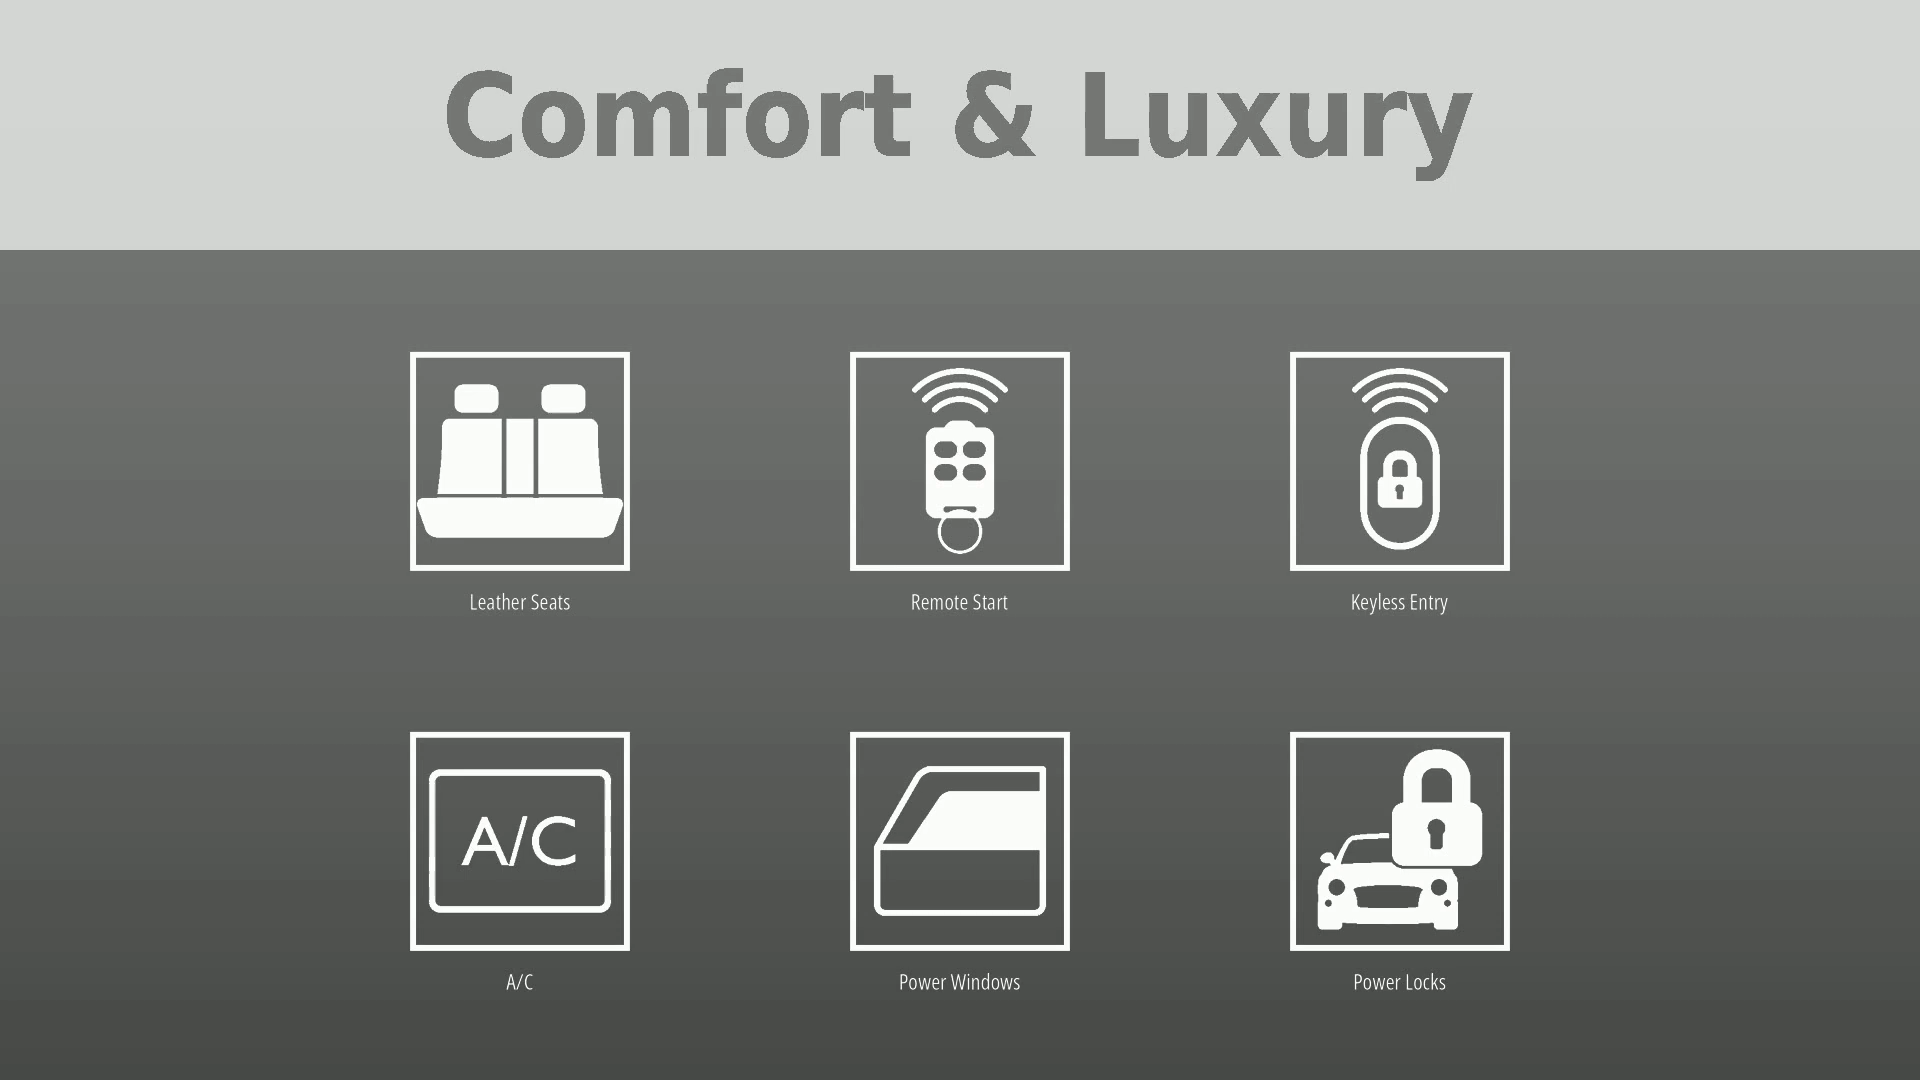 Comfort & Luxury
Leather Seats
Remote Start
Keyless Entry
A/C
A/C
Power Windows
Power Locks